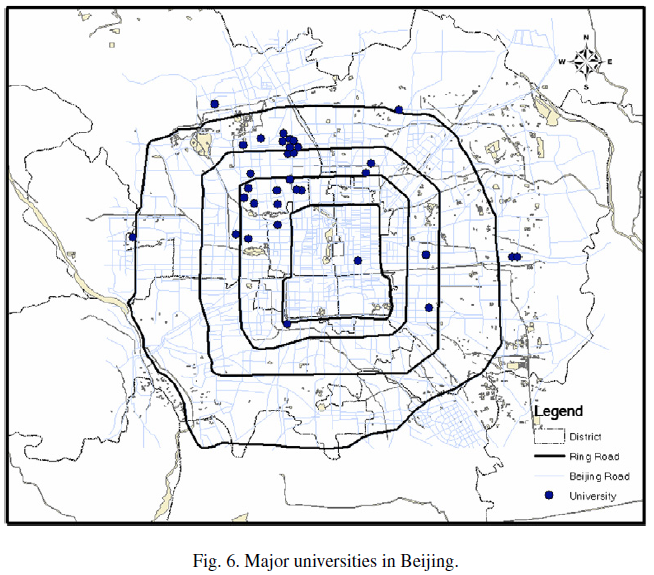 N
W E
S
Legend
District
Ring Road
Beijing Road
University
Fig. 6. Major universities in Beijing.